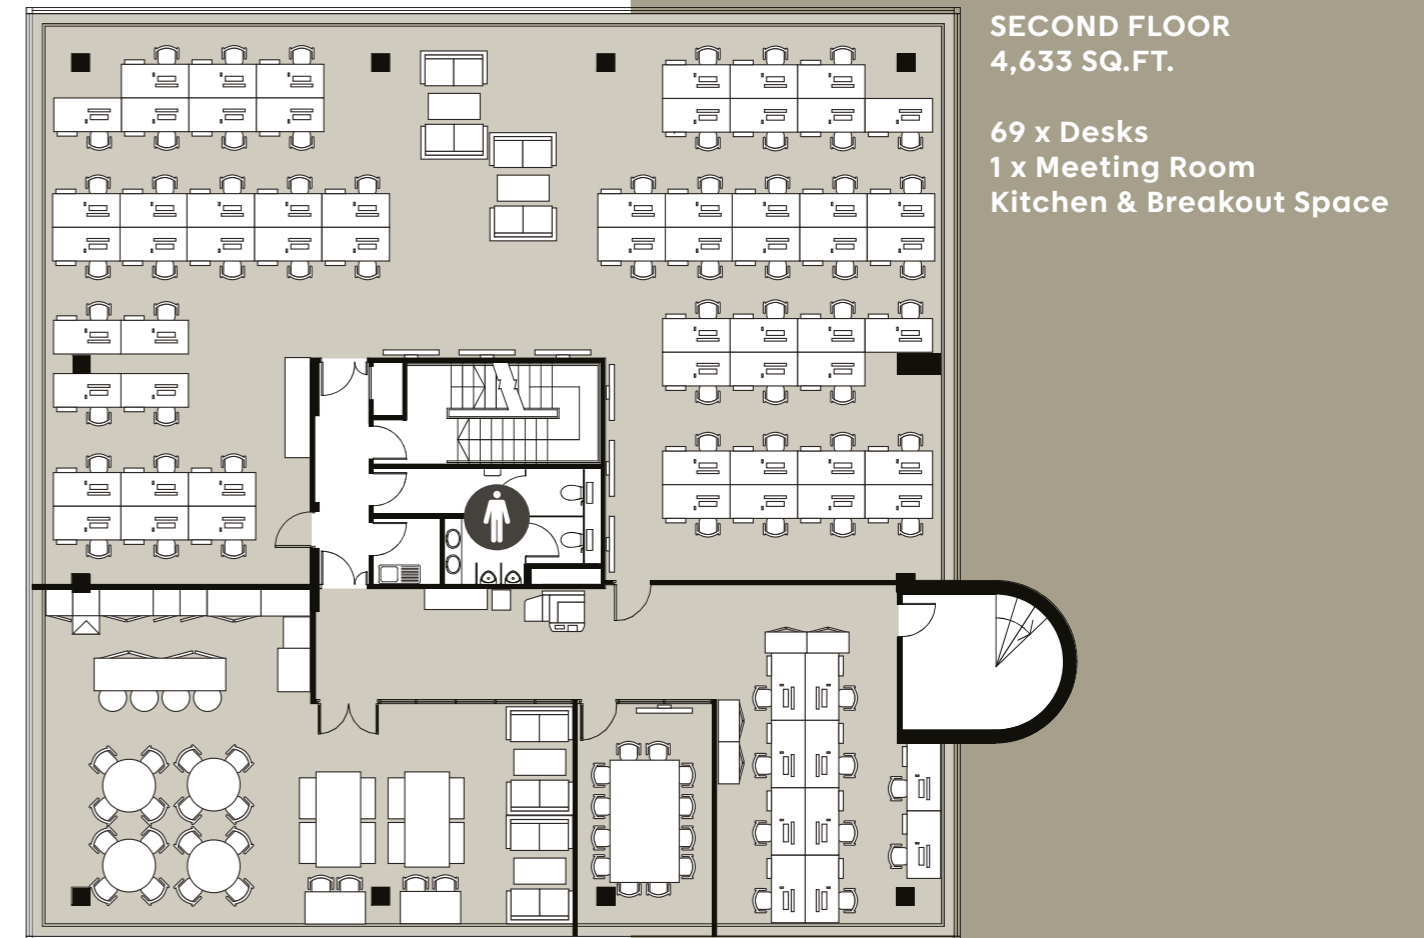 SECOND FLOOR
4,633 SQ.FT.
69 x Desks
1 x Meeting Room
Kitchen & Breakout Space